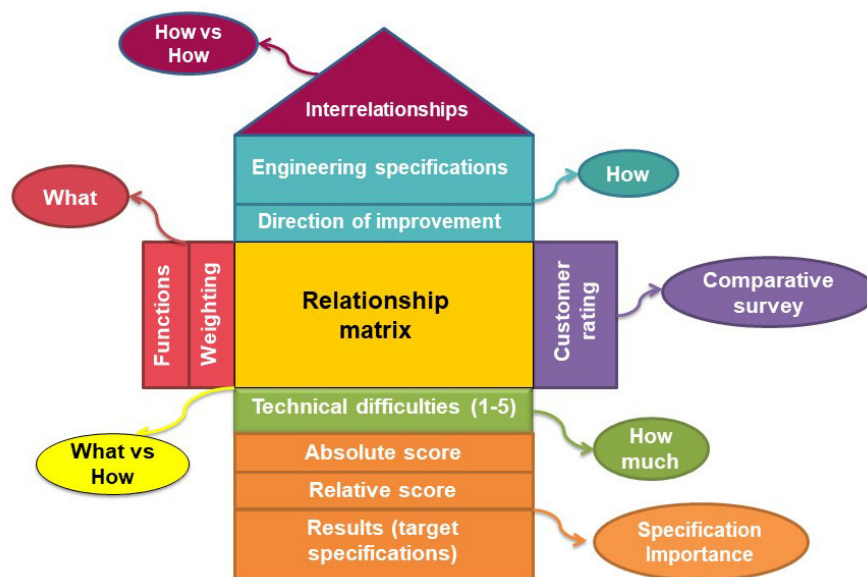 How vs
How
Interrelationships
Engineering specifications
How
What
Direction of improvement
Functions
Weighting
Relationship
matrix
Customer
rating
Comparative
survey
Technical difficulties (1-5)
What vs
How
Absolute score
How
much
Relative score
Results (target
specifications)
Specification
Importance